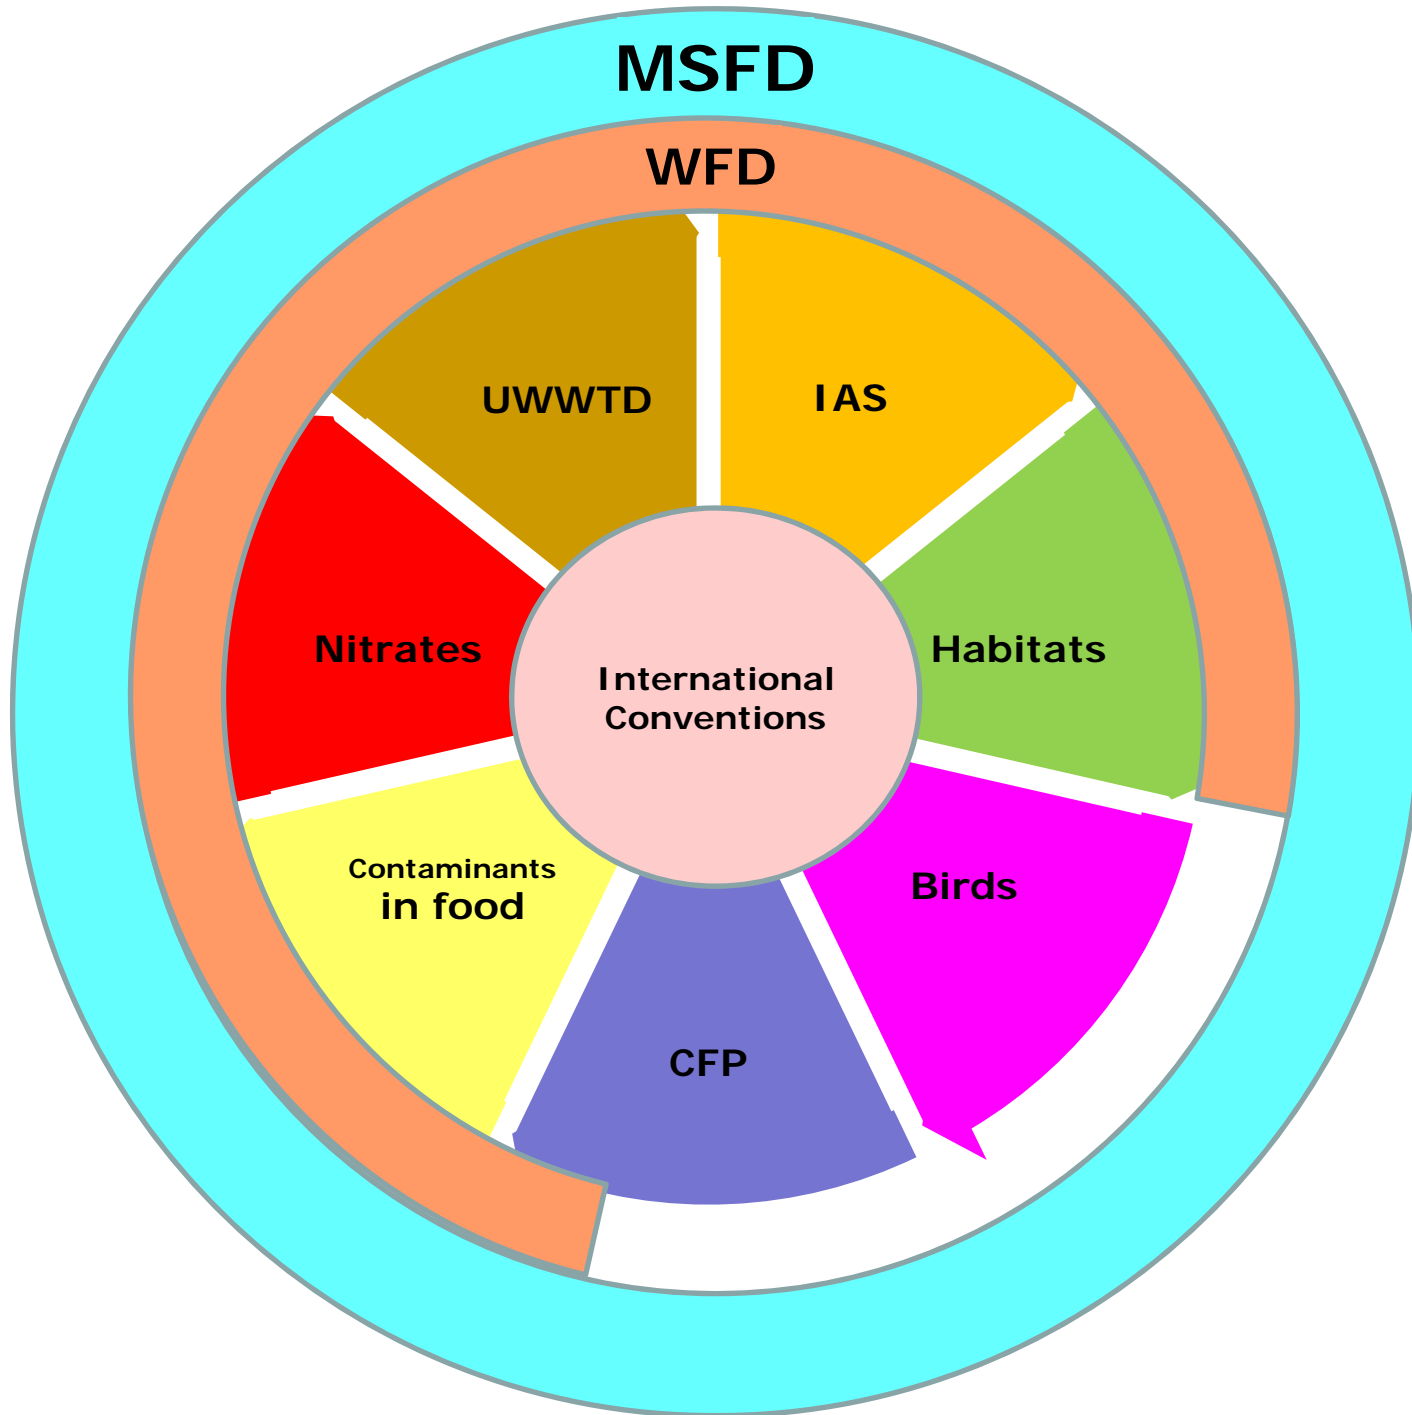 MSFD
WFD
UWWTD
IAS
Nitrates
Habitats
International
Conventions
Contaminants
in food
Birds
CFP